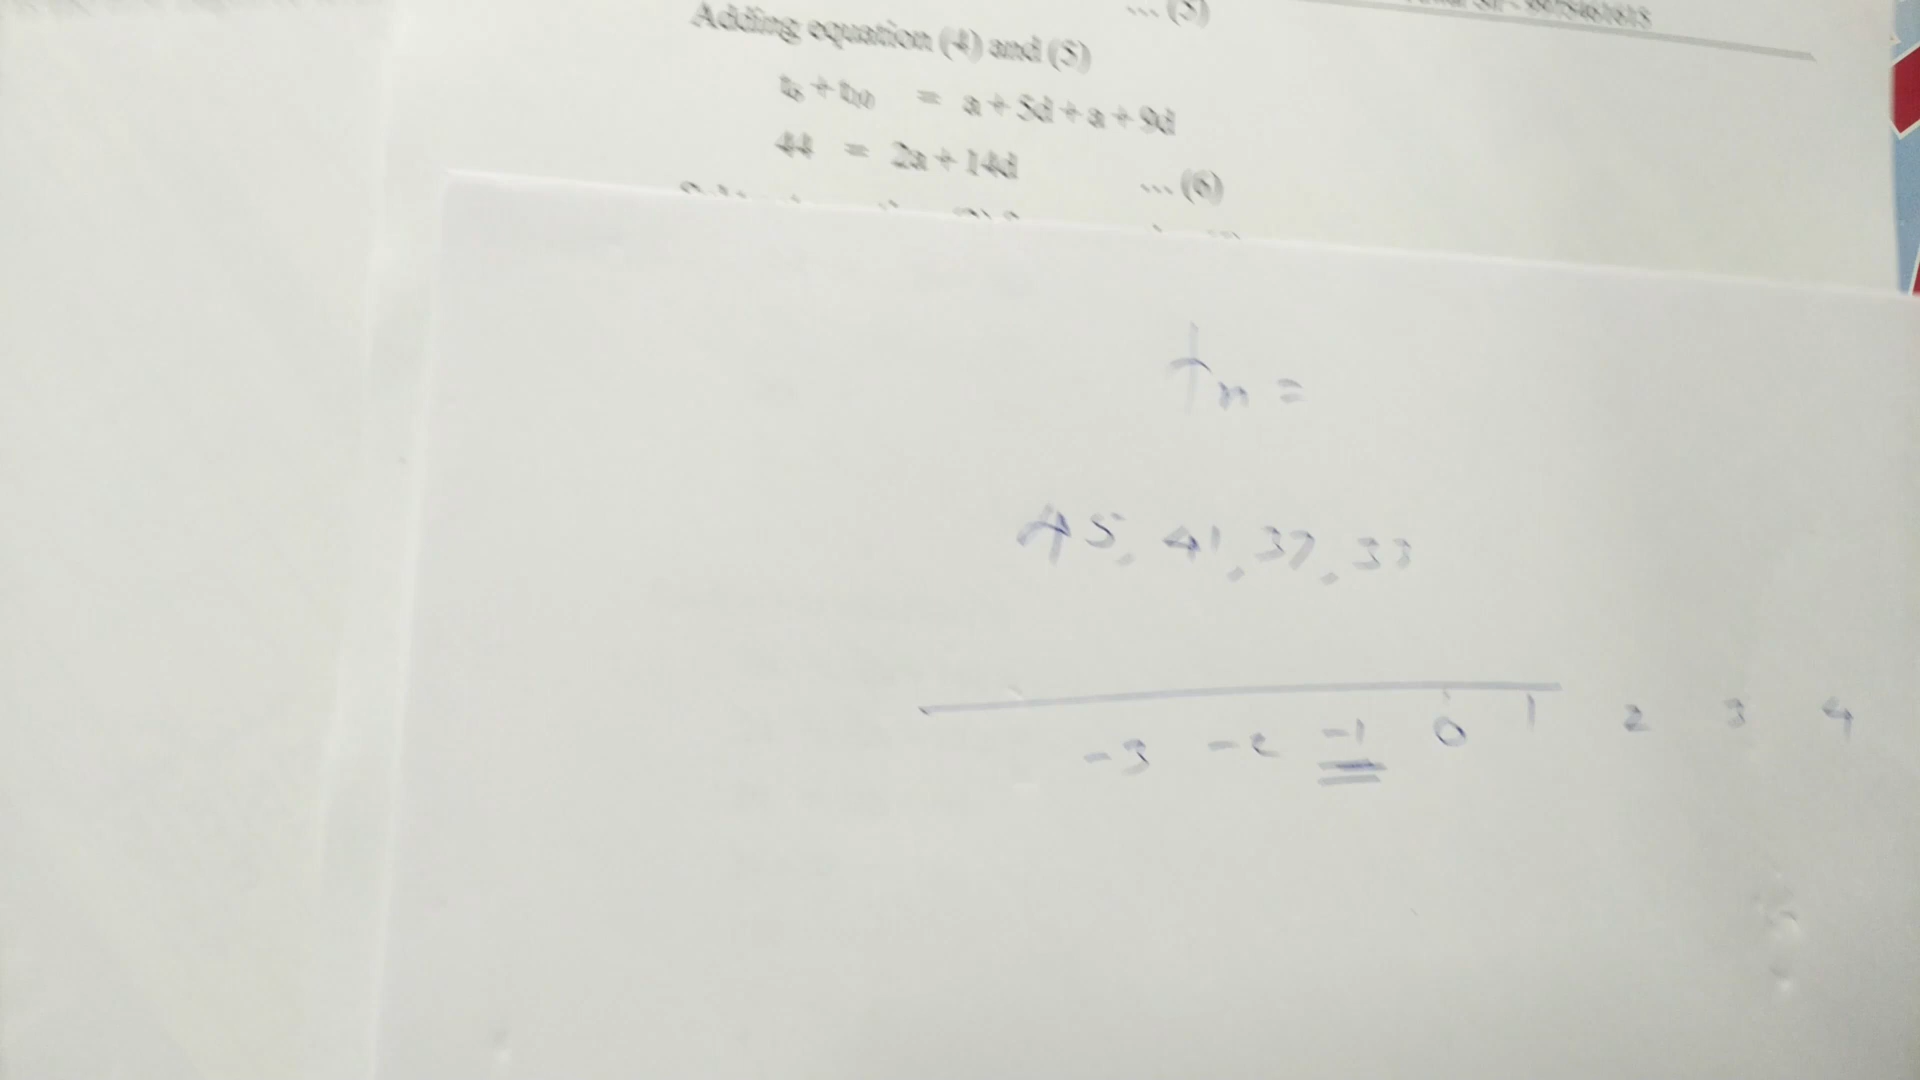 ... (5)
Adding equation (4) and (5)
t₆ + t₁₀ = a + 5d + a + 9d
44 = 2a + 14d ... (6)
tn =
45, 41, 37, 33
-3 -2 -1 0 1 2 3 4